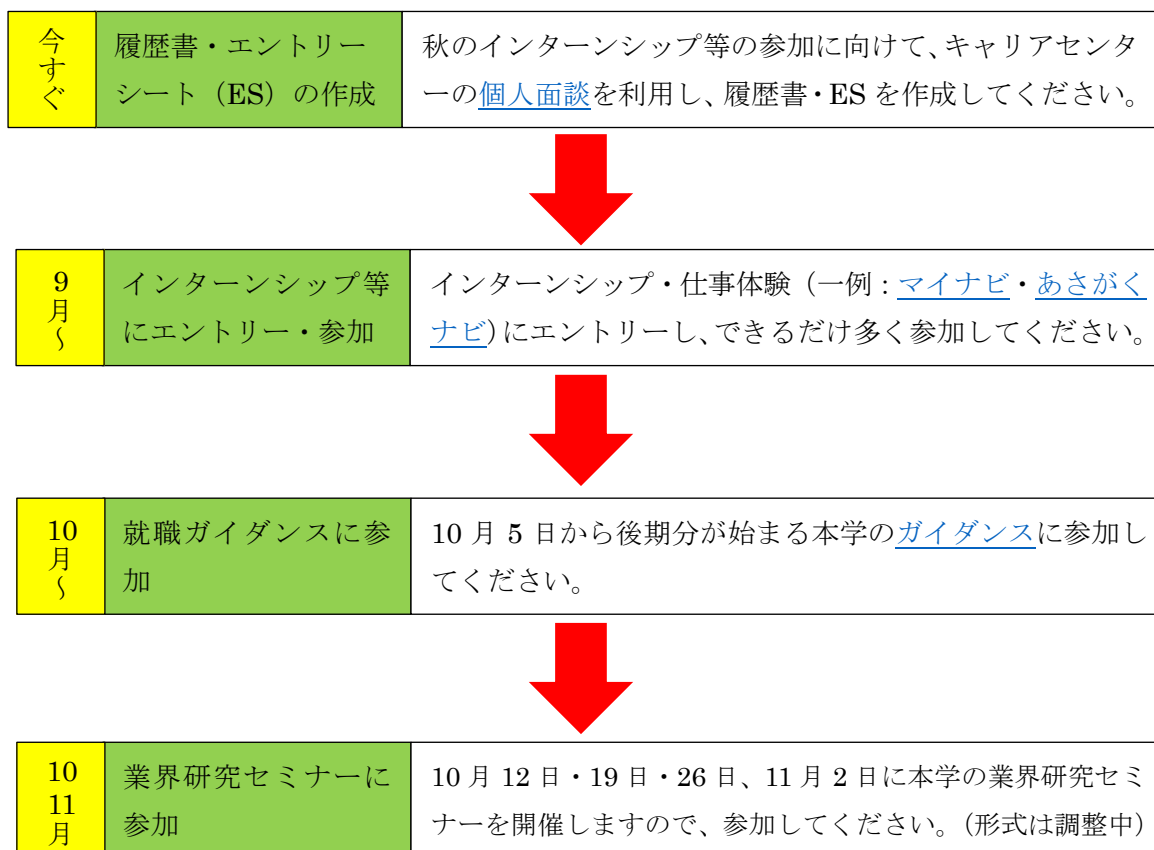 今すぐ
履歴書・エントリー
シート（ES）の作成
秋のインターンシップ等の参加に向けて、キャリアセンタ
ーの個人面談を利用し、履歴書・ES を作成してください。
9月～
インターンシップ等
にエントリー・参加
インターンシップ・仕事体験（一例：マイナビ・あさがく
ナビ）にエントリーし、できるだけ多く参加してください。
10月～
就職ガイダンスに参
加
10 月 5 日から後期分が始まる本学のガイダンスに参加し
てください。
10
11
月
業界研究セミナーに
参加
10 月 12 日・19 日・26 日、11 月 2 日に本学の業界研究セミ
ナーを開催しますので、参加してください。（形式は調整中）